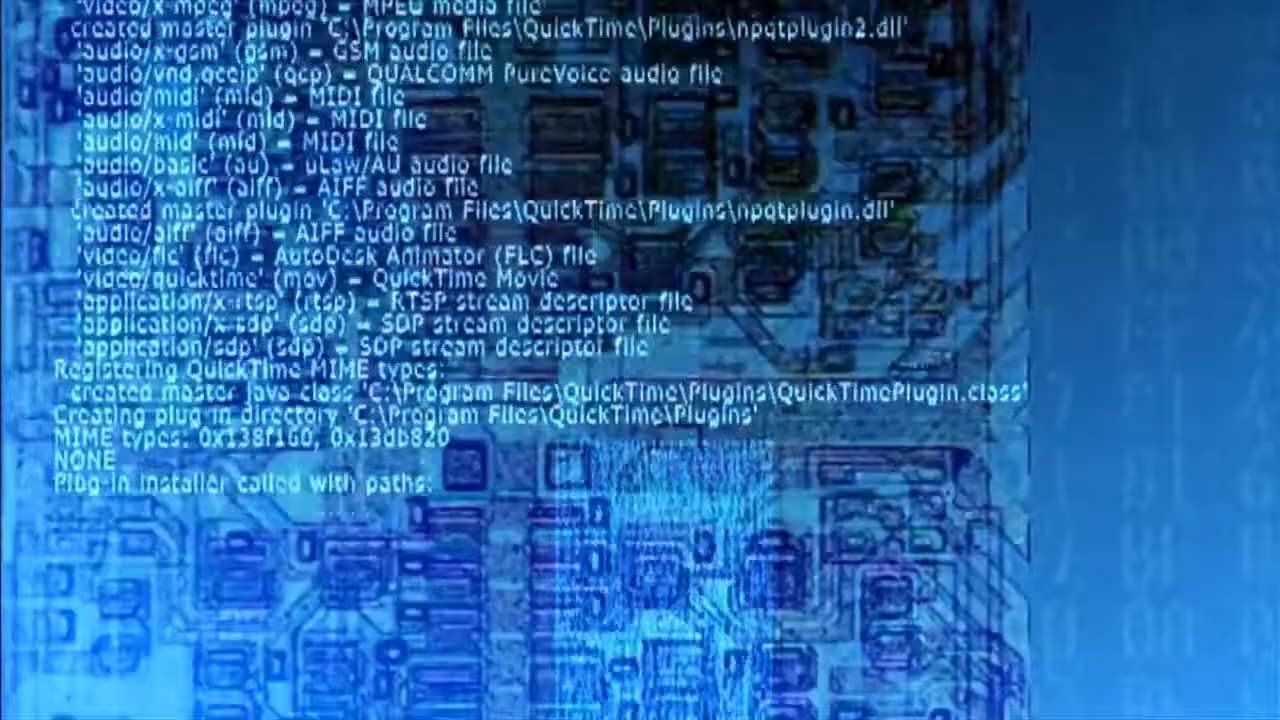 'video/x-mpeg' (mpeg) - MPEG media file'
created master plugin 'C:\Program Files\QuickTime\Plugins\npqtplugin2.dll'
'audio/x-gsm' (gsm) - GSM audio file
'audio/vnd.qcelp' (qcp) - QUALCOMM PureVoice audio file
'audio/midi' (mid) - MIDI file
'audio/x-midi' (mid) - MIDI file
'audio/mid' (mid) - MIDI file
'audio/basic' (au) - uLaw/AU audio file
'audio/x-aiff' (aiff) - AIFF audio file
created master plugin 'C:\Program Files\QuickTime\Plugins\npqtplugin.dll'
'audio/aiff' (aiff) - AIFF audio file
'video/flc' (flc) - AutoDesk Animator (FLC) file
'video/quicktime' (mov) - QuickTime Movie
'application/x-rtsp' (rtsp) - RTSP stream descriptor file
'application/x-sdp' (sdp) - SDP stream descriptor file
'application/sdp' (sdp) - SDP stream descriptor file
Registering QuickTime MIME types:
created master java class 'C:\Program Files\QuickTime\Plugins\QuickTimePlugin.class'
Creating plug-in directory 'C:\Program Files\QuickTime\Plugins'
MIME types: 0x138f160, 0x13db820
NONE
Plug-in installer called with paths: